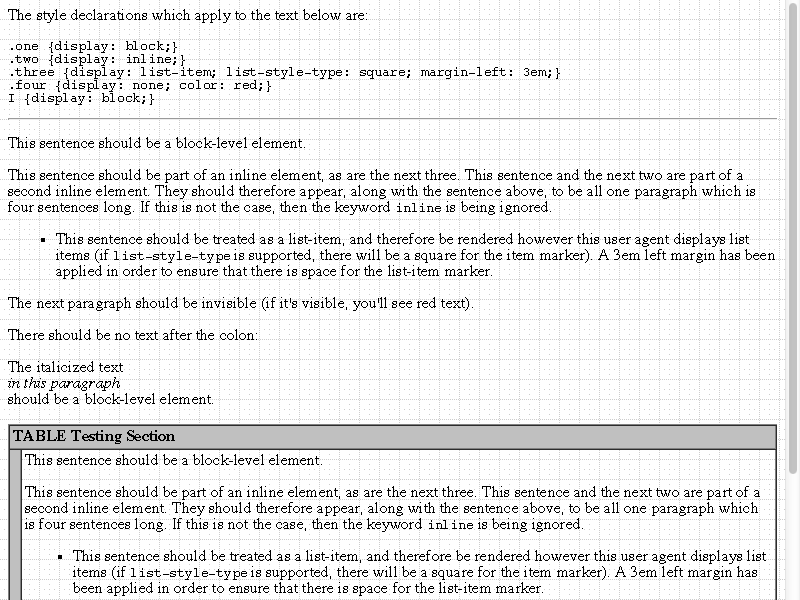 The style declarations which apply to the text below are:
.one {display: block;}
.two {display: inline;}
.three {display: list-item; list-style-type: square; margin-left: 3em;}
.four {display: none; color: red;}
I {display: block;}
This sentence should be a block-level element.
This sentence should be part of an inline element, as are the next three. This sentence and the next two are part of a
second inline element. They should therefore appear, along with the sentence above, to be all one paragraph which is
four sentences long. If this is not the case, then the keyword inline is being ignored.
This sentence should be treated as a list-item, and therefore be rendered however this user agent displays list
items (if list-style-type is supported, there will be a square for the item marker). A 3em left margin has been
applied in order to ensure that there is space for the list-item marker.
The next paragraph should be invisible (if it's visible, you'll see red text).
There should be no text after the colon:
The italicized text
in this paragraph
should be a block-level element.
TABLE Testing Section
This sentence should be a block-level element.
This sentence should be part of an inline element, as are the next three. This sentence and the next two are part of a
second inline element. They should therefore appear, along with the sentence above, to be all one paragraph which
is four sentences long. If this is not the case, then the keyword inline is being ignored.
This sentence should be treated as a list-item, and therefore be rendered however this user agent displays list
items (if list-style-type is supported, there will be a square for the item marker). A 3em left margin has
been applied in order to ensure that there is space for the list-item marker.